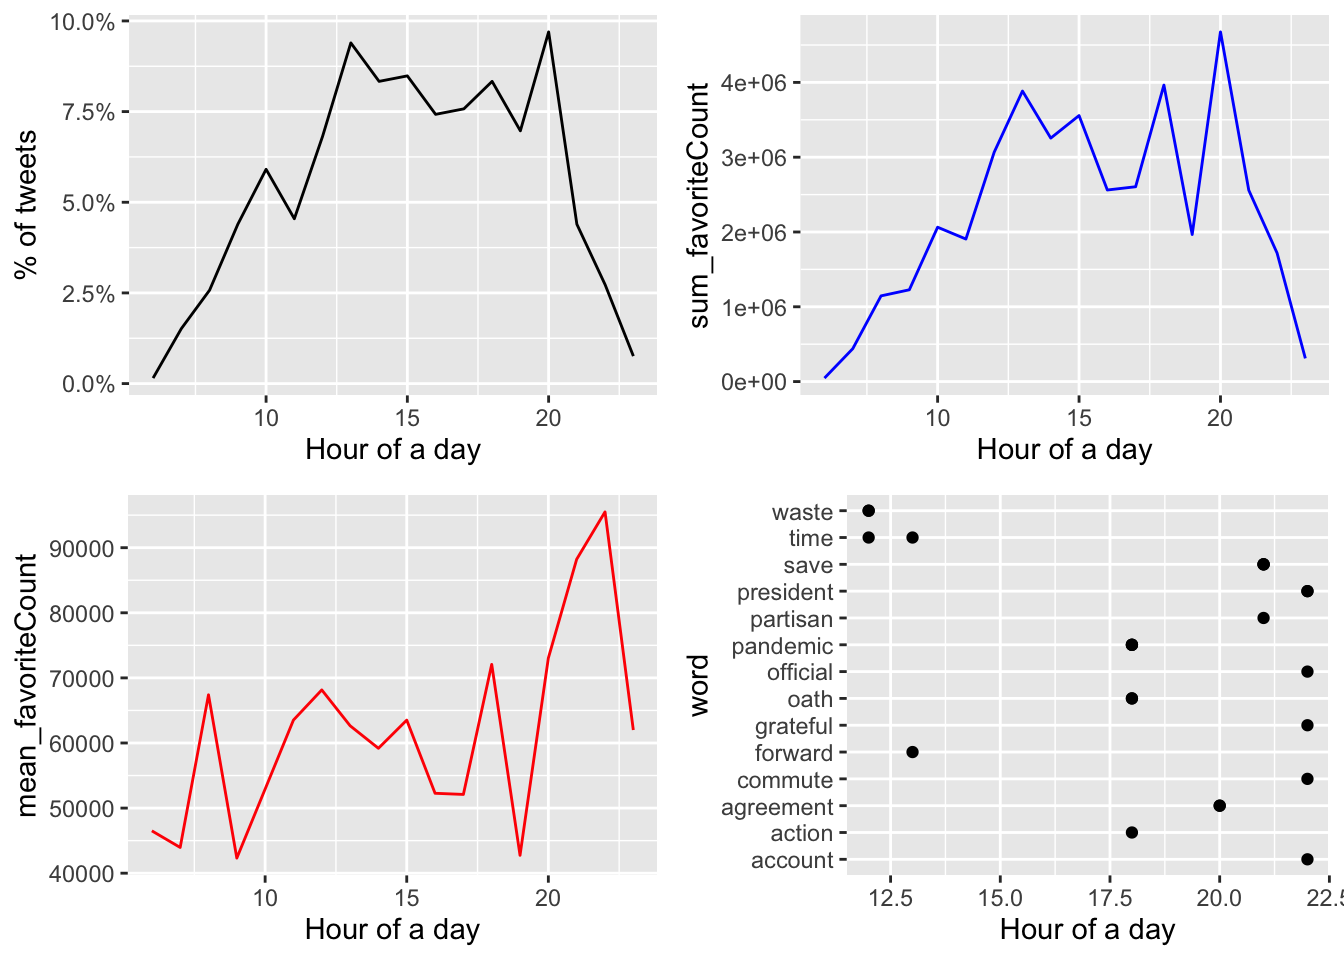 10.0%
7.5%
5.0%
2.5%
0.0%
% of tweets
10 15 20
Hour of a day
4e+06
3e+06
2e+06
1e+06
0e+00
sum_favoriteCount
10 15 20
Hour of a day
90000
80000
70000
60000
50000
40000
mean_favoriteCount
10 15 20
Hour of a day
waste
time
save
president
partisan
pandemic
official
oath
grateful
forward
commute
agreement
action
account
word
12.5 15.0 17.5 20.0 22.5
Hour of a day